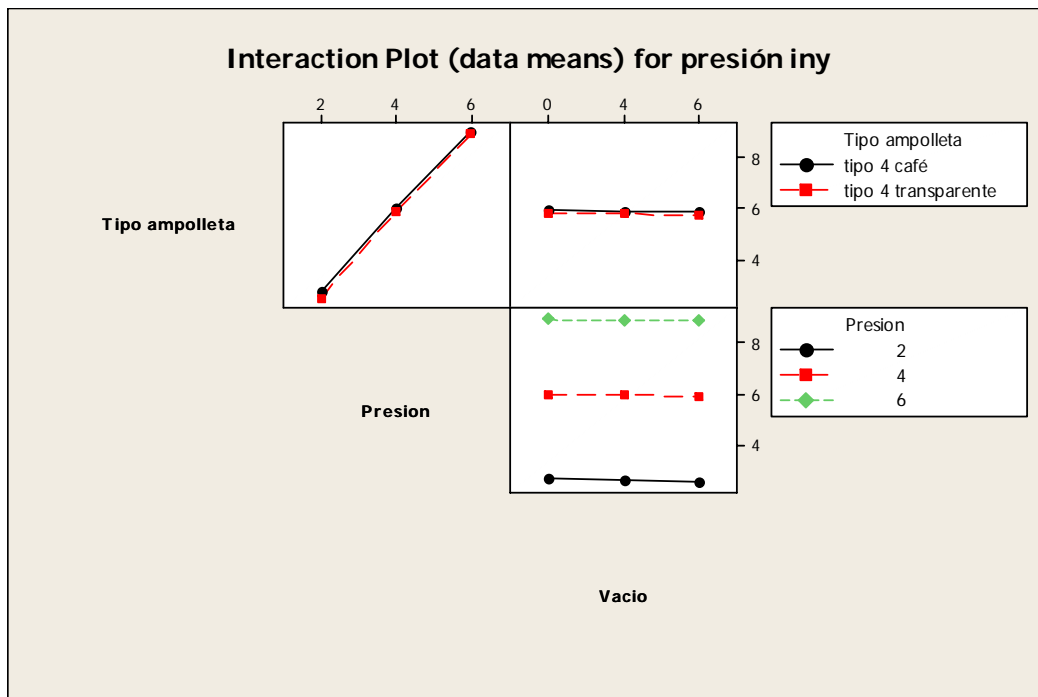 Interaction Plot (data means) for presión iny
2 4 6 0 4 6
Tipo ampolleta
8
6
4
Tipo ampolleta
tipo 4 café
tipo 4 transparente
Presion
8
6
4
Presion
2
4
6
Vacio